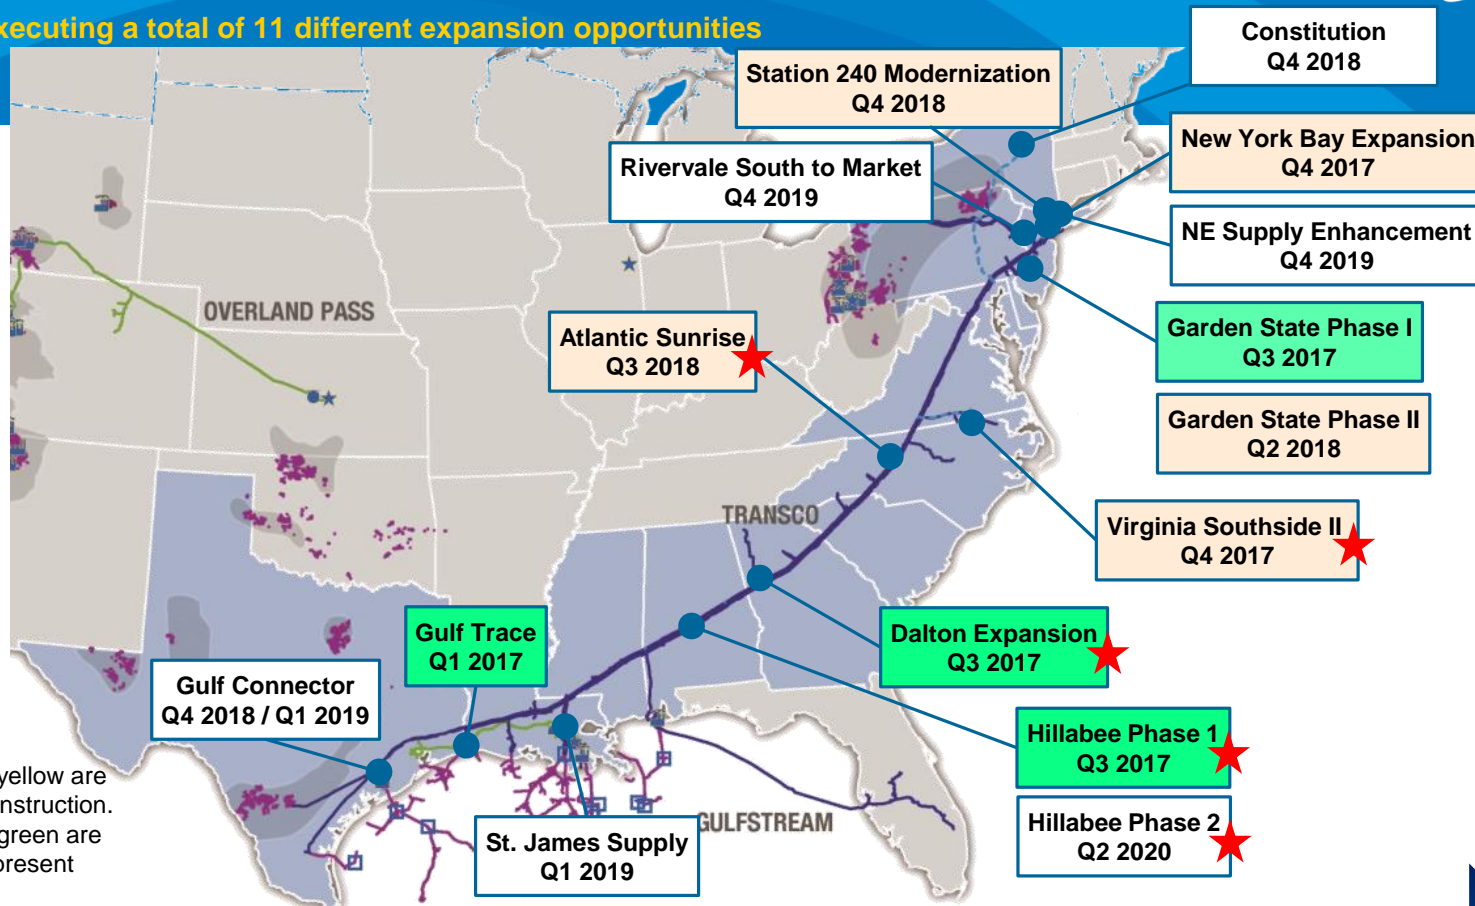 xecuting a total of 11 different expansion opportunities
Constitution
Q4 2018
Station 240 Modernization
Q4 2018
New York Bay Expansion
Q4 2017
Rivervale South to Market
Q4 2019
NE Supply Enhancement
Q4 2019
OVERLAND PASS
Atlantic Sunrise
Q3 2018
Garden State Phase I
Q3 2017
Garden State Phase II
Q2 2018
TRANSCO
Virginia Southside II
Q4 2017
Gulf Trace
Q1 2017
Dalton Expansion
Q3 2017
Gulf Connector
Q4 2018 / Q1 2019
Hillabee Phase 1
Q3 2017
yellow are
nstruction.
green are
present
GULFSTREAM
St. James Supply
Q1 2019
Hillabee Phase 2
Q2 2020